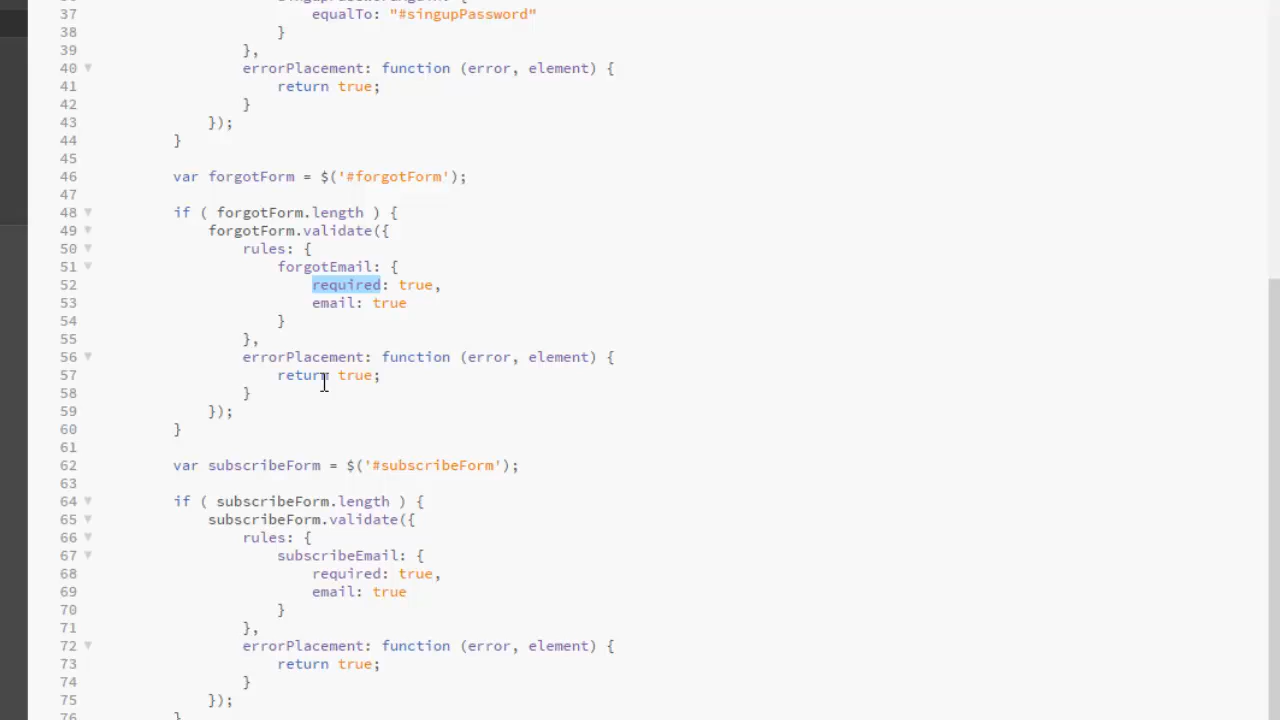 37 equalTo: "#singupPassword"
38 }
39 },
40 errorPlacement: function (error, element) {
41 return true;
42 }
43 });
44 }
45
46 var forgotForm = $('#forgotForm');
47
48 if ( forgotForm.length ) {
49 forgotForm.validate({
50 rules: {
51 forgotEmail: {
52 required: true,
53 email: true
54 }
55 },
56 errorPlacement: function (error, element) {
57 return true;
58 }
59 });
60 }
61
62 var subscribeForm = $('#subscribeForm');
63
64 if ( subscribeForm.length ) {
65 subscribeForm.validate({
66 rules: {
67 subscribeEmail: {
68 required: true,
69 email: true
70 }
71 },
72 errorPlacement: function (error, element) {
73 return true;
74 }
75 });
76 }